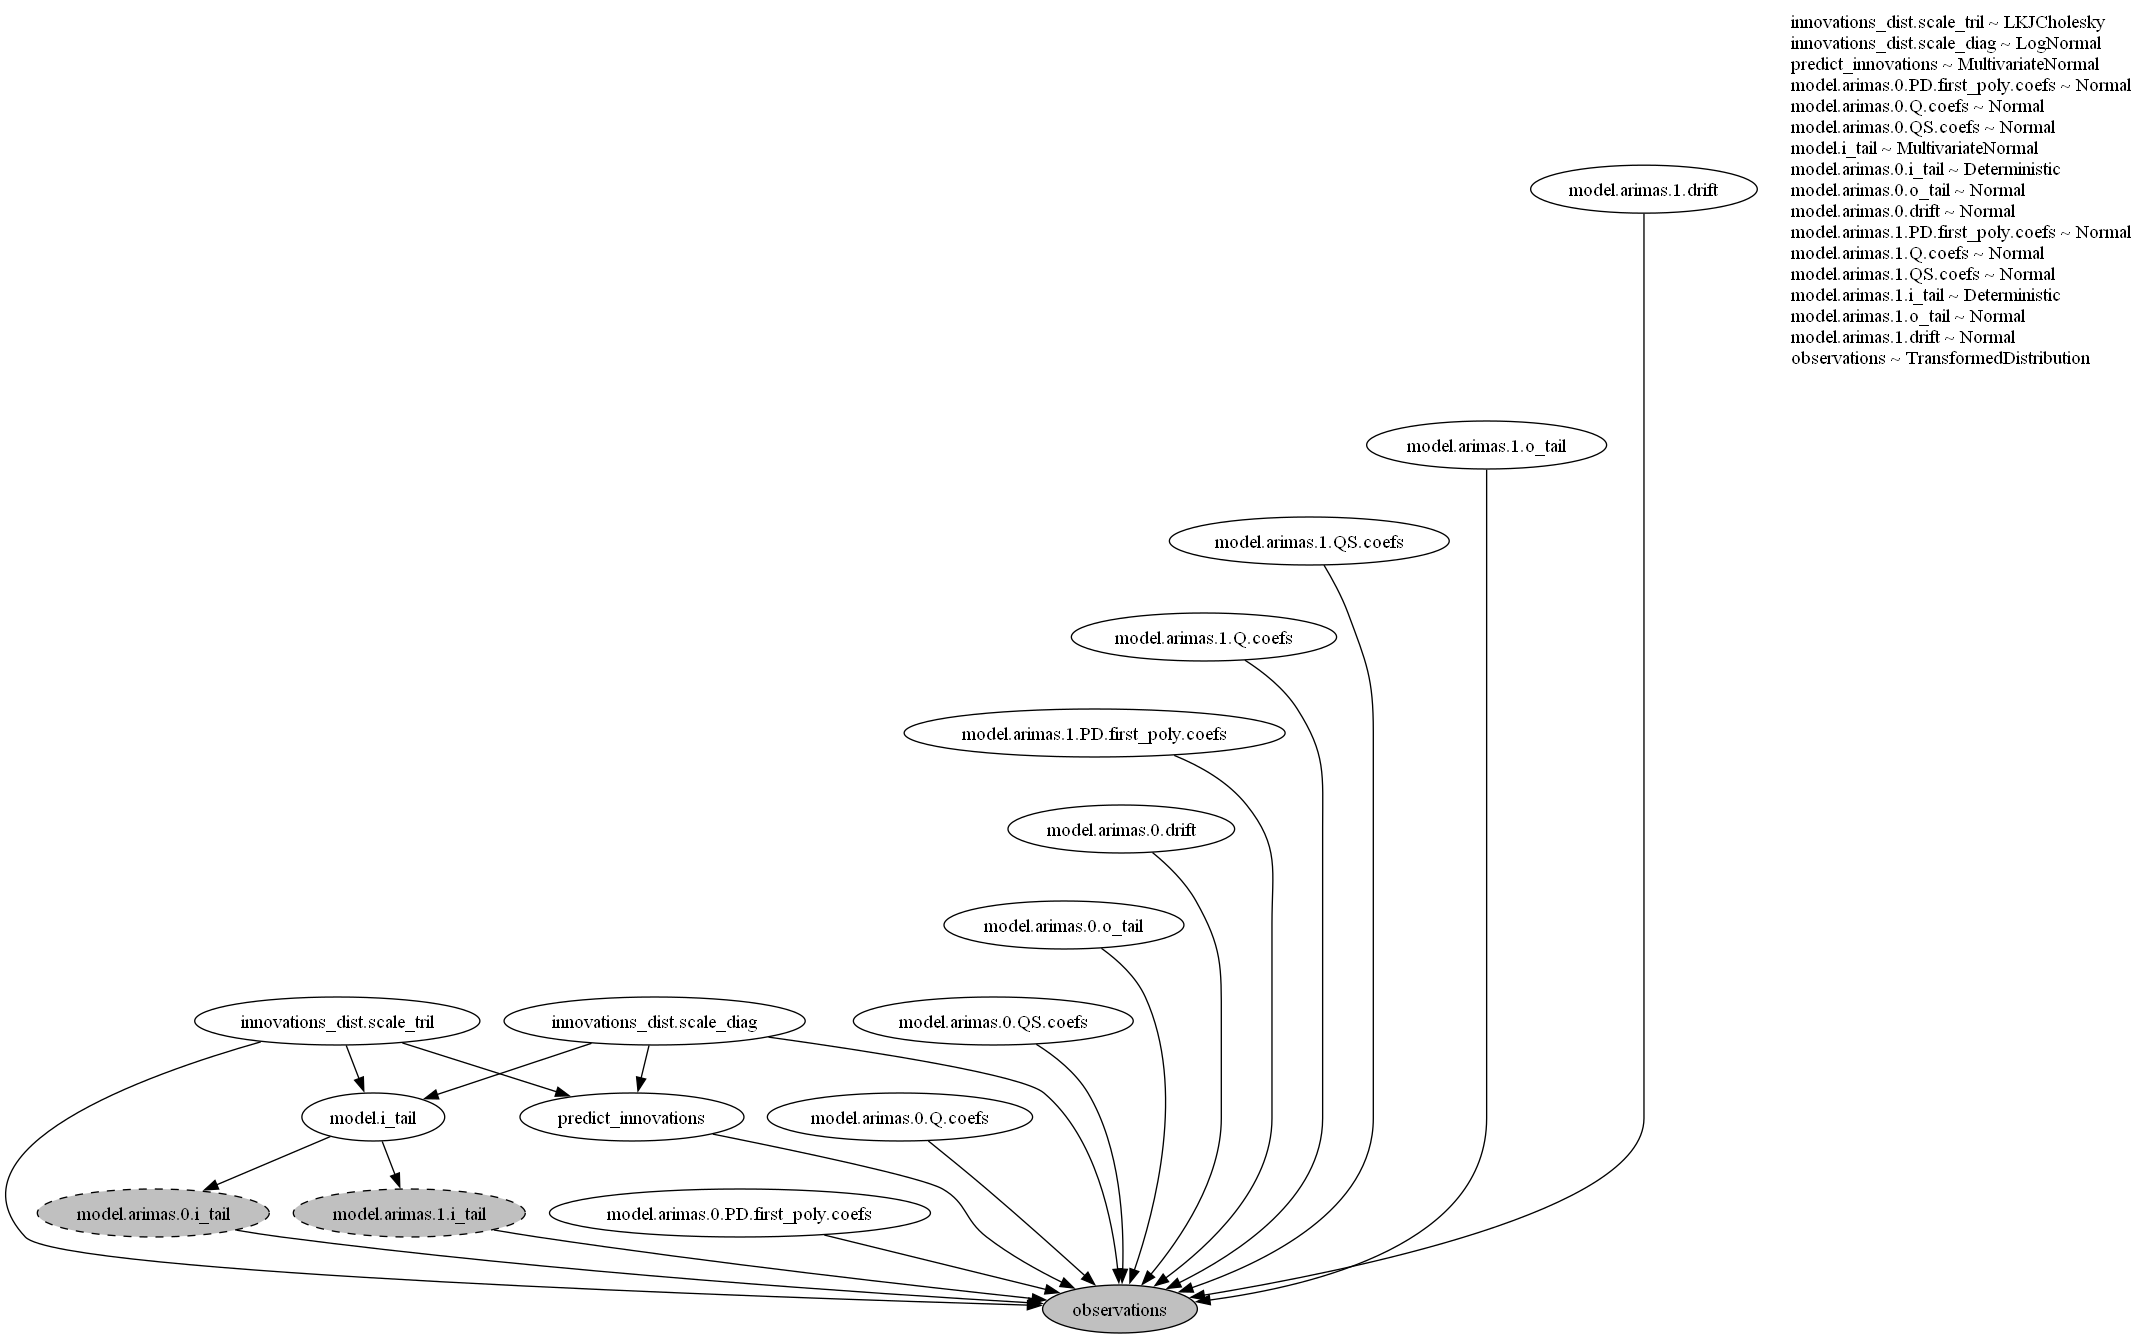 innovations_dist.scale_tril ~ LKJCholesky
innovations_dist.scale_diag ~ LogNormal
predict_innovations ~ MultivariateNormal
model.arimas.0.PD.first_poly.coefs ~ Normal
model.arimas.0.Q.coefs ~ Normal
model.arimas.0.QS.coefs ~ Normal
model.i_tail ~ MultivariateNormal
model.arimas.0.i_tail ~ Deterministic
model.arimas.0.o_tail ~ Normal
model.arimas.0.drift ~ Normal
model.arimas.1.PD.first_poly.coefs ~ Normal
model.arimas.1.Q.coefs ~ Normal
model.arimas.1.QS.coefs ~ Normal
model.arimas.1.i_tail ~ Deterministic
model.arimas.1.o_tail ~ Normal
model.arimas.1.drift ~ Normal
observations ~ TransformedDistribution
model.arimas.1.drift
model.arimas.1.o_tail
model.arimas.1.QS.coefs
model.arimas.1.Q.coefs
model.arimas.1.PD.first_poly.coefs
model.arimas.0.drift
model.arimas.0.o_tail
innovations_dist.scale_tril
innovations_dist.scale_diag
model.arimas.0.QS.coefs
model.i_tail
predict_innovations
model.arimas.0.Q.coefs
model.arimas.0.i_tail
model.arimas.1.i_tail
model.arimas.0.PD.first_poly.coefs
observations